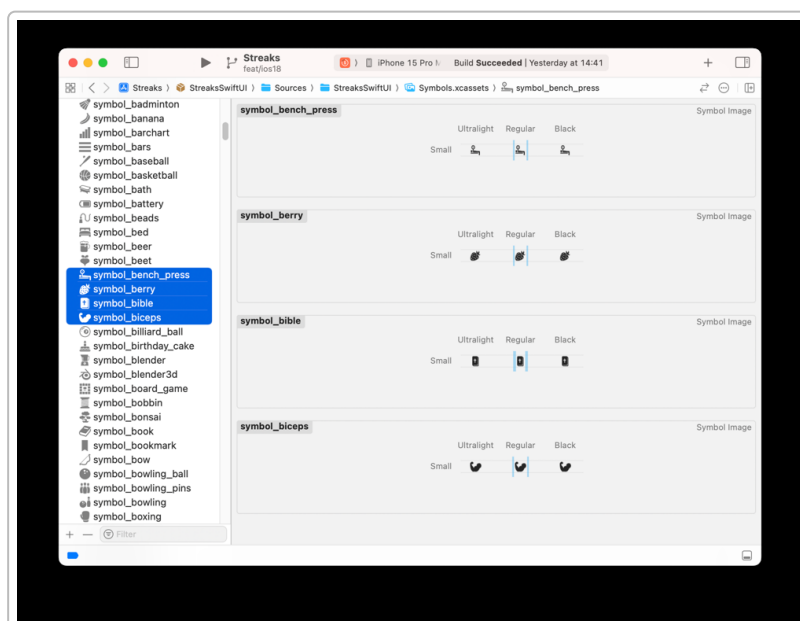 Streaks
feat/ios18
iPhone 15 Pro
Build Succeeded | Yesterday at 14:41
Streaks
StreaksSwiftUI
Sources
StreaksSwiftUI
Symbols.xcassets
symbol_bench_press
symbol_badminton
symbol_banana
symbol_barchart
symbol_bars
symbol_baseball
symbol_basketball
symbol_bath
symbol_battery
symbol_beads
symbol_bed
symbol_beer
symbol_beet
symbol_bench_press
symbol_berry
symbol_bible
symbol_biceps
symbol_billiard_ball
symbol_birthday_cake
symbol_blender
symbol_blender3d
symbol_board_game
symbol_bobbin
symbol_bonsai
symbol_book
symbol_bookmark
symbol_bow
symbol_bowling_ball
symbol_bowling_pins
symbol_bowling
symbol_boxing
Filter
symbol_bench_press
Symbol Image
Ultralight Regular Black
Small
symbol_berry
Symbol Image
Ultralight Regular Black
Small
symbol_bible
Symbol Image
Ultralight Regular Black
Small
symbol_biceps
Symbol Image
Ultralight Regular Black
Small